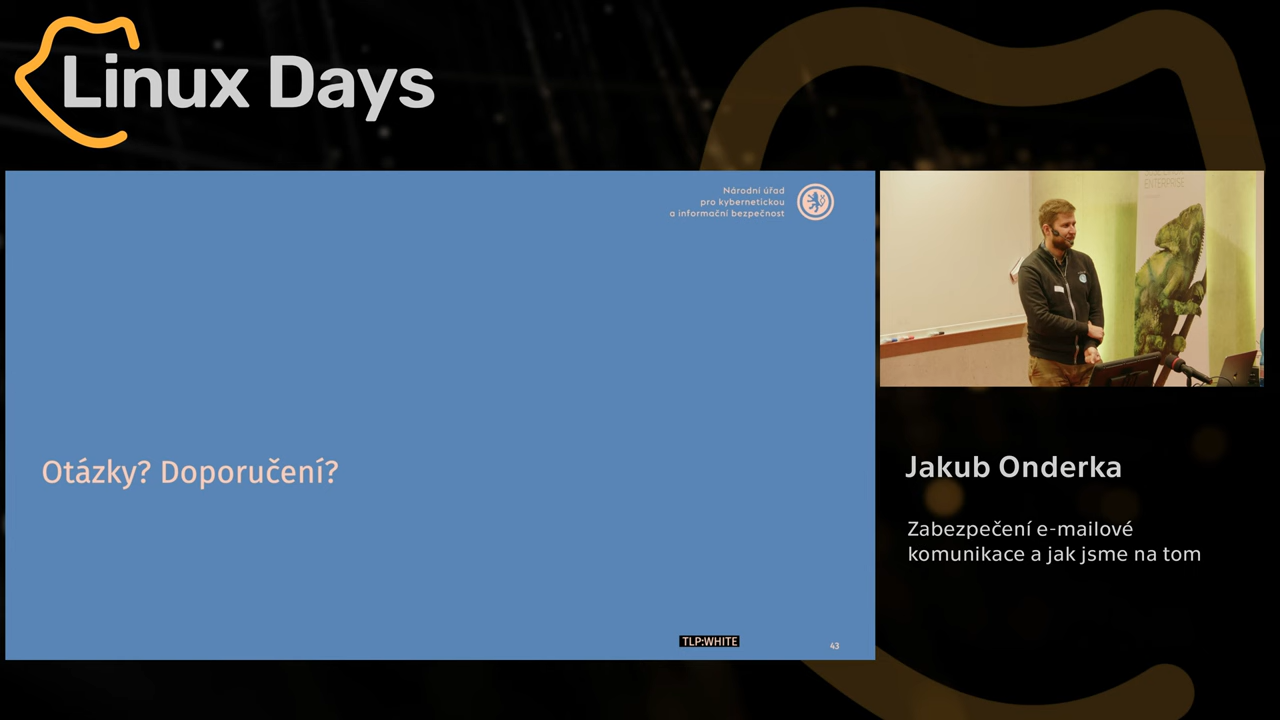 Linux Days
Národní úřad
pro kybernetickou
a informační bezpečnost
Otázky? Doporučení?
TLP:WHITE
43
ENTERPRISE
Jakub Onderka
Zabezpečení e-mailové
komunikace a jak jsme na tom